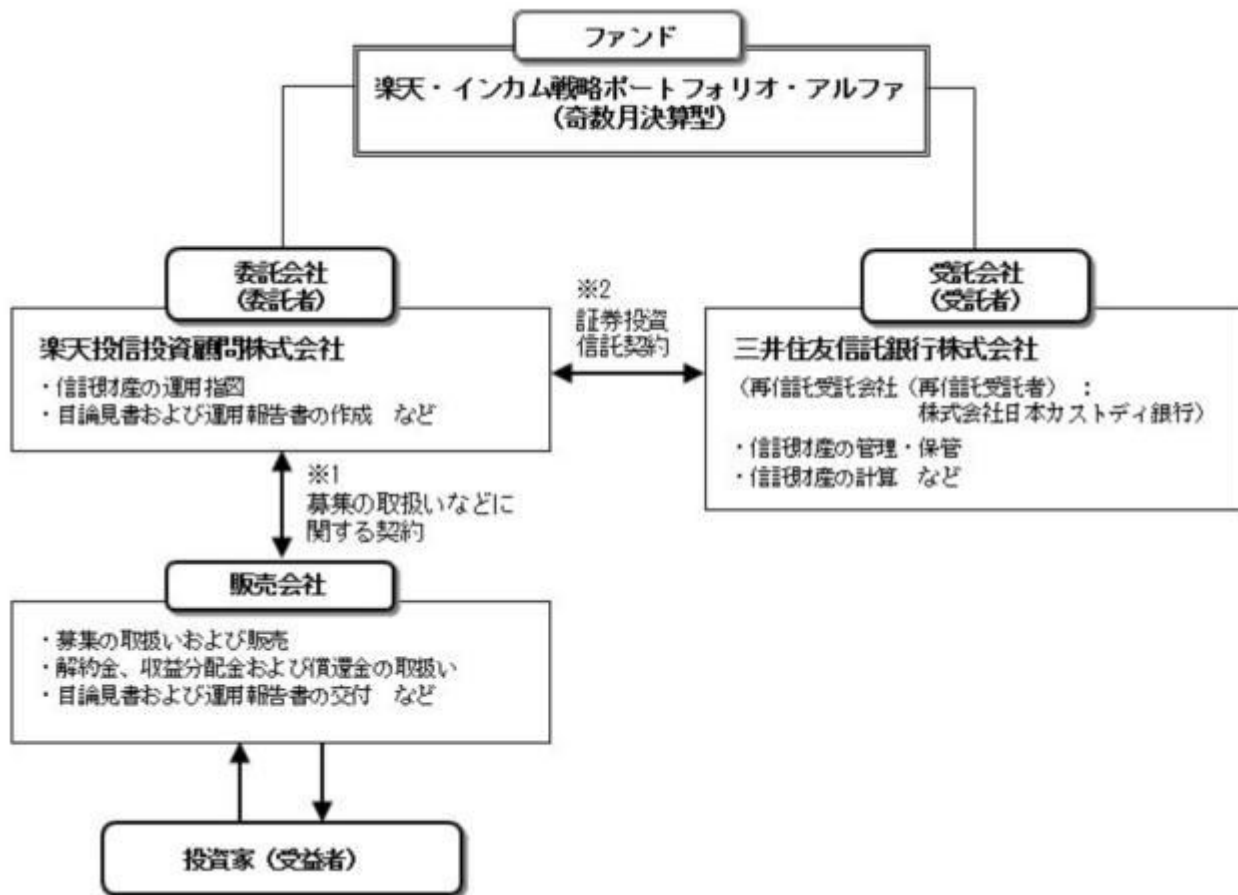 ファンド
楽天・インカム戦略ポートフォリオ・アルファ
(奇数月決算型)
委託会社
(委託者)
楽天投信投資顧問株式会社
・信託財産の運用指図
・目論見書および運用報告書の作成　など
※2
証券投資
信託契約
受託会社
(受託者)
三井住友信託銀行株式会社
(再信託受託会社(再信託受託者)　:
株式会社日本カストディ銀行)
・信託財産の管理・保管
・信託財産の計算　など
※1
募集の取扱いなどに
関する契約
販売会社
・募集の取扱いおよび販売
・解約金、収益分配金および償還金の取扱い
・目論見書および運用報告書の交付　など
投資家(受益者)